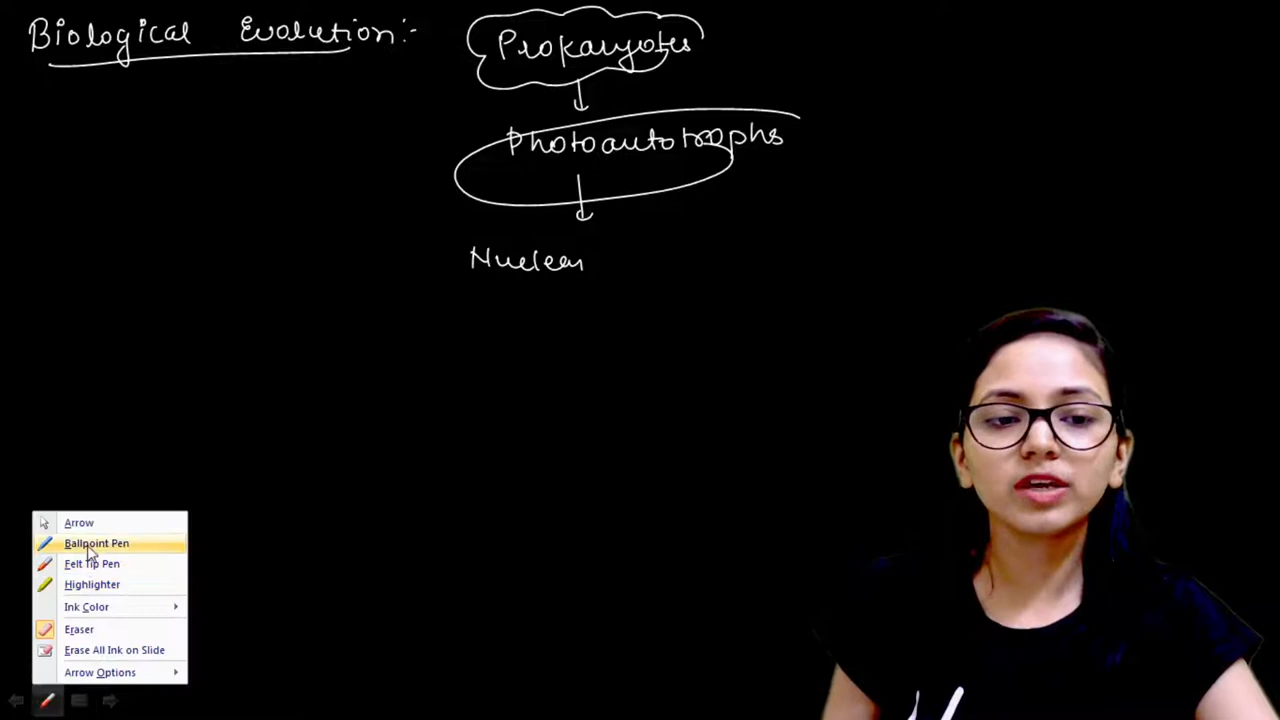 Biological Evolution:-
Prokaryotes
Photoautotrophs
Nuclear
Arrow
Ballpoint Pen
Felt Tip Pen
Highlighter
Ink Color
Eraser
Erase All Ink on Slide
Arrow Options